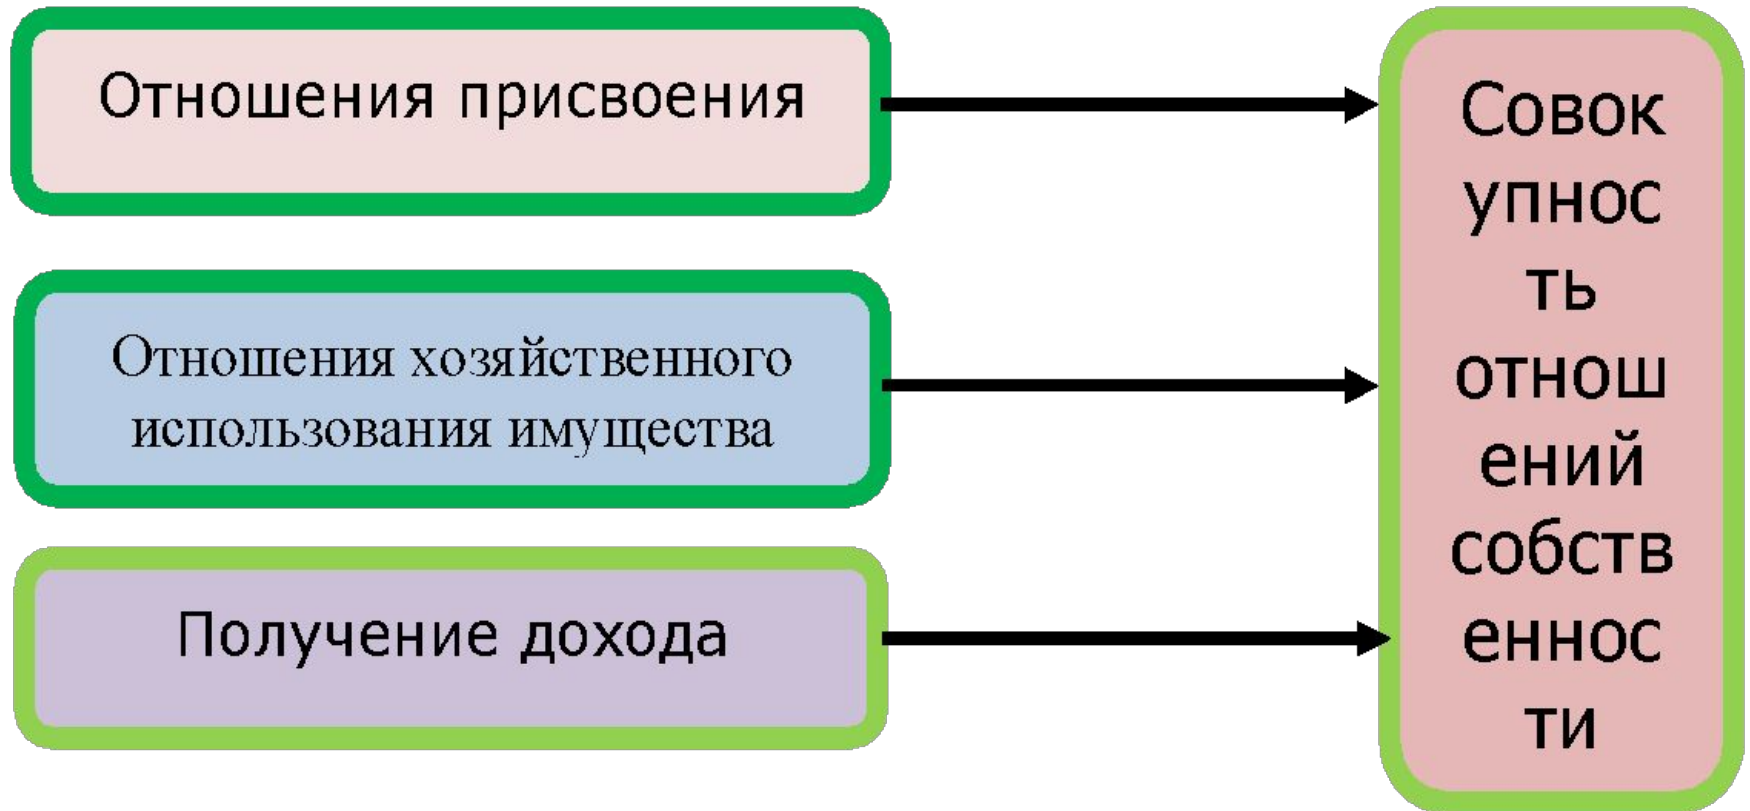 Отношения присвоения
Отношения хозяйственного
использования имущества
Получение дохода
Совок
упнос
ть
отнош
ений
собств
еннос
ти